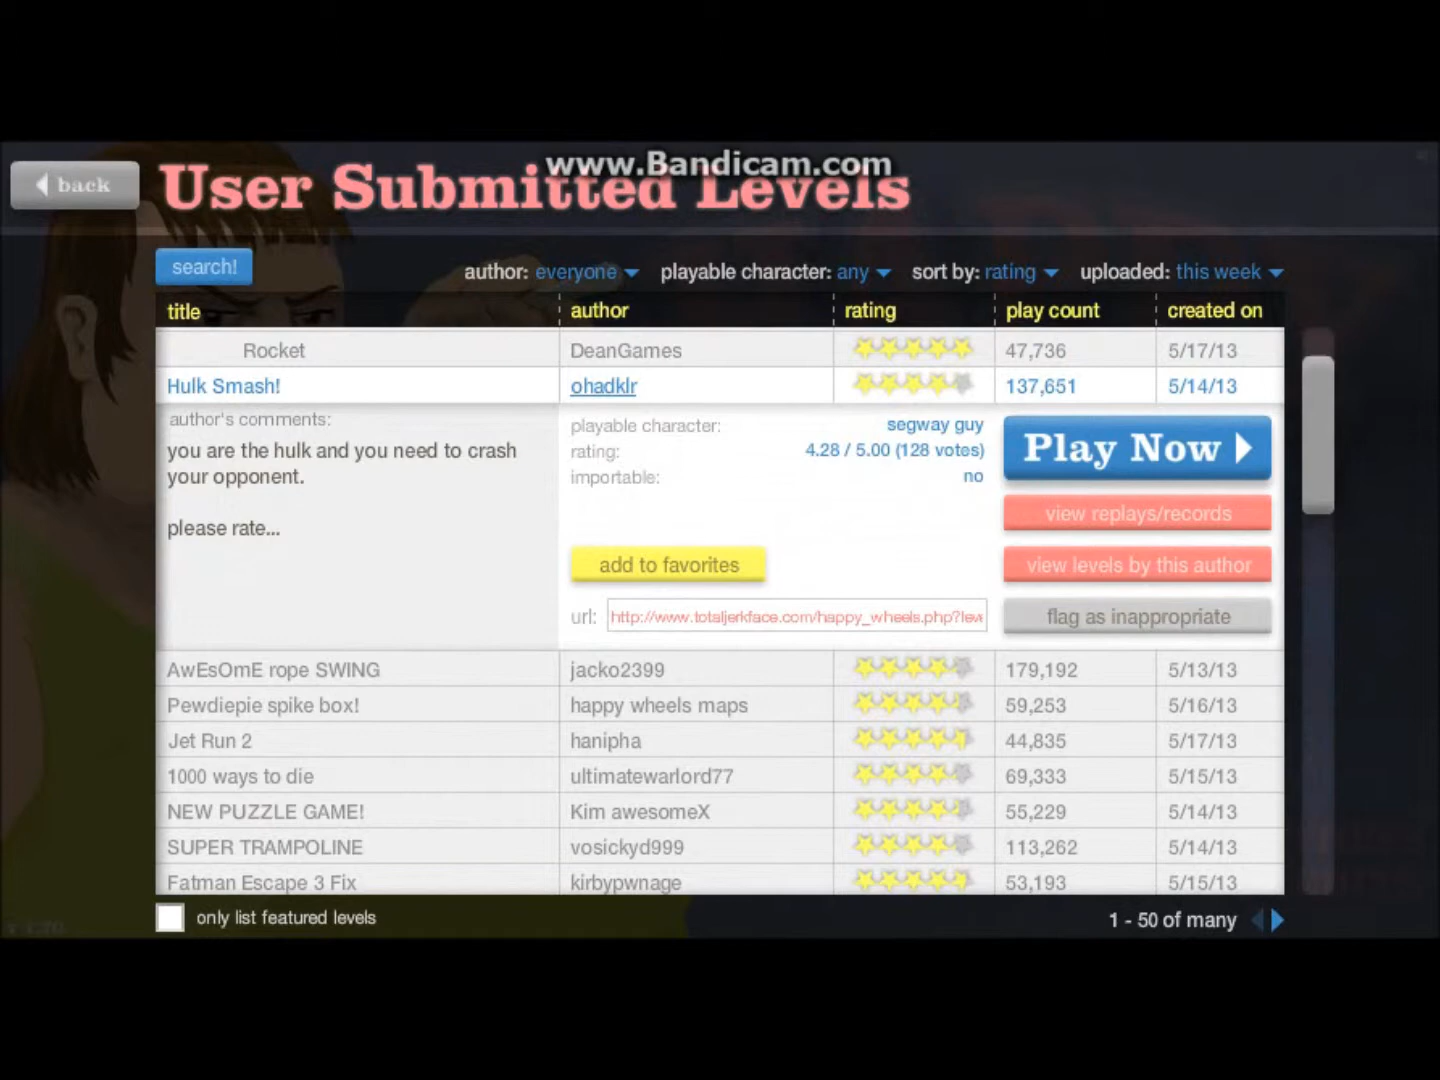 www.Bandicam.com
back
User Submitted Levels
search!
author: everyone playable character: any sort by: rating uploaded: this week
title author rating play count created on
Rocket DeanGames 47,736 5/17/13
Hulk Smash! ohadklr 137,651 5/14/13
author's comments:
you are the hulk and you need to crash
your opponent.
please rate...
playable character: segway guy
rating: 4.28 / 5.00 (128 votes)
importable: no
add to favorites
url: http://www.totaljerkface.com/happy_wheels.php?lev
Play Now
view replays/records
view levels by this author
flag as inappropriate
AwEsOmE rope SWING jacko2399 179,192 5/13/13
Pewdiepie spike box! happy wheels maps 59,253 5/16/13
Jet Run 2 hanipha 44,835 5/17/13
1000 ways to die ultimatewarlord77 69,333 5/15/13
NEW PUZZLE GAME! Kim awesomeX 55,229 5/14/13
SUPER TRAMPOLINE vosickyd999 113,262 5/14/13
Fatman Escape 3 Fix kirbypwnage 53,193 5/15/13
only list featured levels
1 - 50 of many